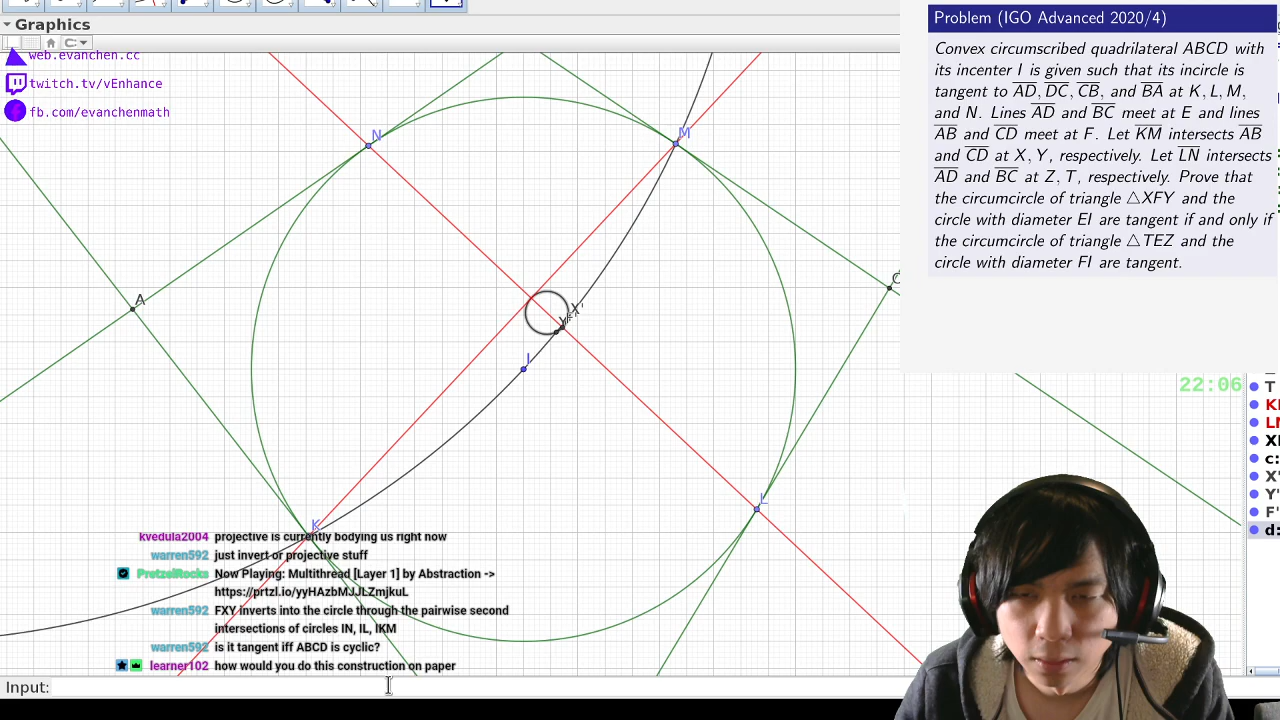 Graphics
web.evanchen.cc
twitch.tv/vEnhance
fb.com/evanchenmath
Problem (IGO Advanced 2020/4)
Convex circumscribed quadrilateral ABCD with
its incenter I is given such that its incircle is
tangent to AD, DC, CB, and BA at K, L, M,
and N. Lines AD and BC meet at E and lines
AB and CD meet at F. Let KM intersects AB
and CD at X, Y, respectively. Let LN intersects
AD and BC at Z, T, respectively. Prove that
the circumcircle of triangle △XFY and the
circle with diameter EI are tangent if and only if
the circumcircle of triangle △TEZ and the
circle with diameter FI are tangent.
N
M
A
C
X'
Y'
I
L
K
22:06
T
LN
c:
X'
Y'
F'
d:
kvedula2004 projective is currently bodying us right now
warren592 just invert or projective stuff
PretzelRocks Now Playing: Multithread [Layer 1] by Abstraction ->
https://prtzl.io/yyHAzbMJJLZmjkuL
warren592 FXY inverts into the circle through the pairwise second
intersections of circles IN, IL, IKM
warren592 is it tangent iff ABCD is cyclic?
learner102 how would you do this construction on paper
Input: